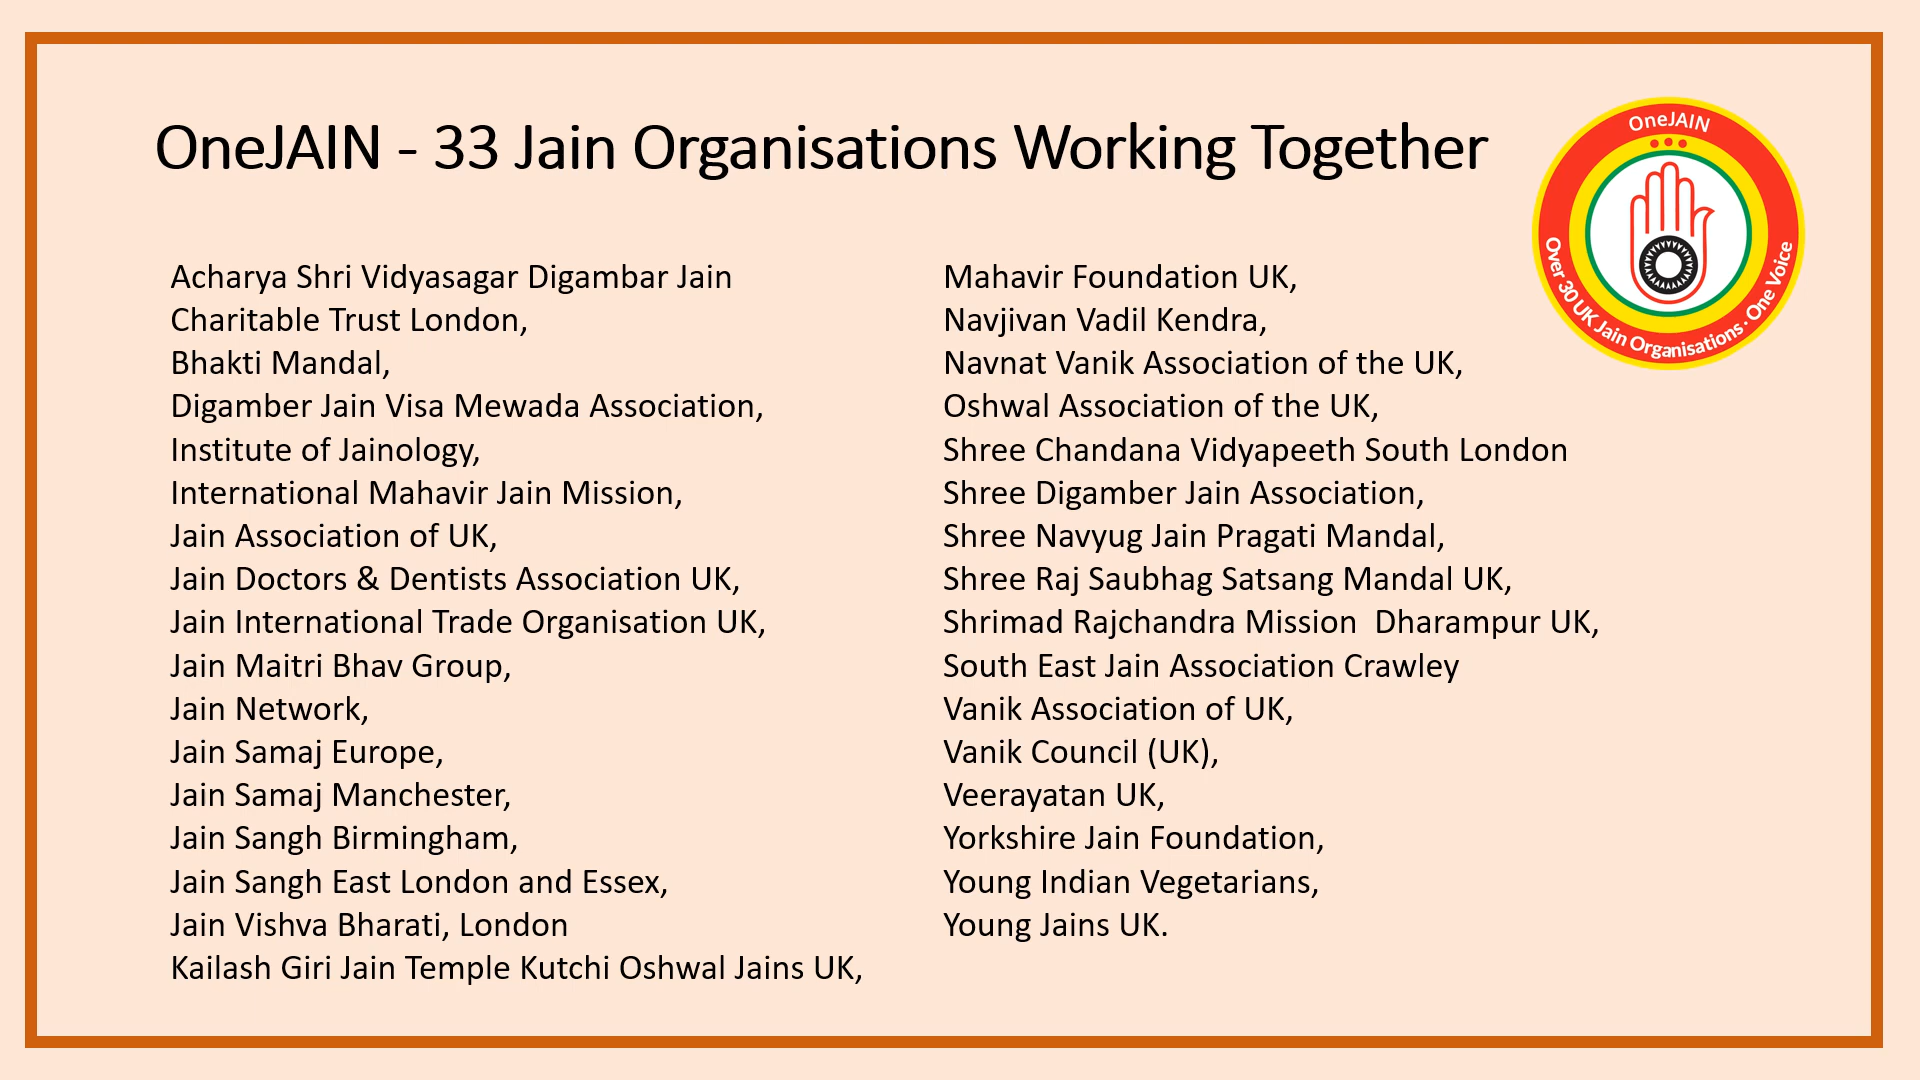 OneJAIN - 33 Jain Organisations Working Together
OneJAIN
Over 30 UK Jain Organisations · One Voice
Acharya Shri Vidyasagar Digambar Jain
Charitable Trust London,
Bhakti Mandal,
Digamber Jain Visa Mewada Association,
Institute of Jainology,
International Mahavir Jain Mission,
Jain Association of UK,
Jain Doctors & Dentists Association UK,
Jain International Trade Organisation UK,
Jain Maitri Bhav Group,
Jain Network,
Jain Samaj Europe,
Jain Samaj Manchester,
Jain Sangh Birmingham,
Jain Sangh East London and Essex,
Jain Vishva Bharati, London
Kailash Giri Jain Temple Kutchi Oshwal Jains UK,
Mahavir Foundation UK,
Navjivan Vadil Kendra,
Navnat Vanik Association of the UK,
Oshwal Association of the UK,
Shree Chandana Vidyapeeth South London
Shree Digamber Jain Association,
Shree Navyug Jain Pragati Mandal,
Shree Raj Saubhag Satsang Mandal UK,
Shrimad Rajchandra Mission  Dharampur UK,
South East Jain Association Crawley
Vanik Association of UK,
Vanik Council (UK),
Veerayatan UK,
Yorkshire Jain Foundation,
Young Indian Vegetarians,
Young Jains UK.